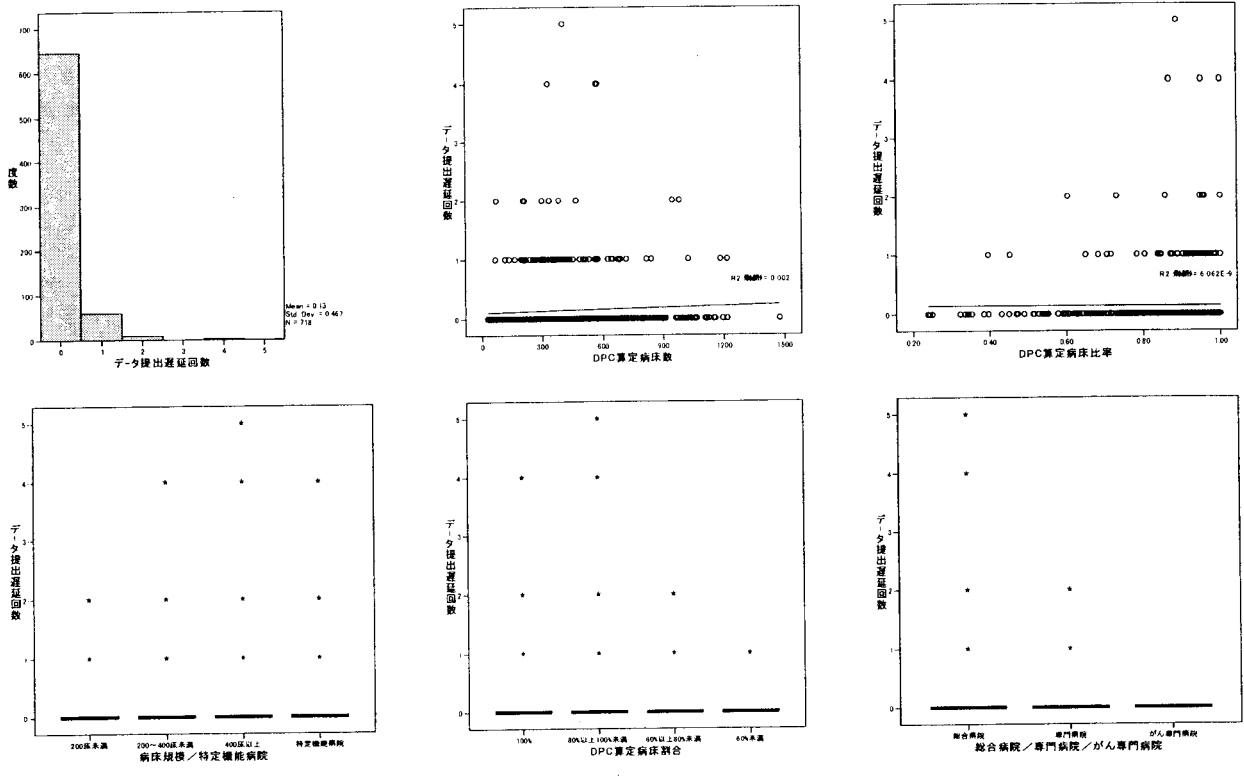 700
600
500
400
300
200
100
0
度数
0 1 2 3 4 5
データ提出遅延回数
Mean = 0.13
Std. Dev = 0.467
N = 718
データ提出遅延回数
5
4
3
2
1
0
R2 = 0.002
0 300 600 900 1200 1500
DPC算定病床数
データ提出遅延回数
5
4
3
2
1
0
0.20 0.40 0.60 0.80 1.00
DPC算定病床比率
データ提出遅延回数
5
4
3
2
1
0
200床未満 200～400床未満 400床以上 特定機能病院
病床規模／特定機能病院
データ提出遅延回数
5
4
3
2
1
0
100% 80%以上100%未満 60%以上80%未満 60%未満
DPC算定病床割合
データ提出遅延回数
5
4
3
2
1
0
総合病院 専門病院 がん専門病院
総合病院／専門病院／がん専門病院